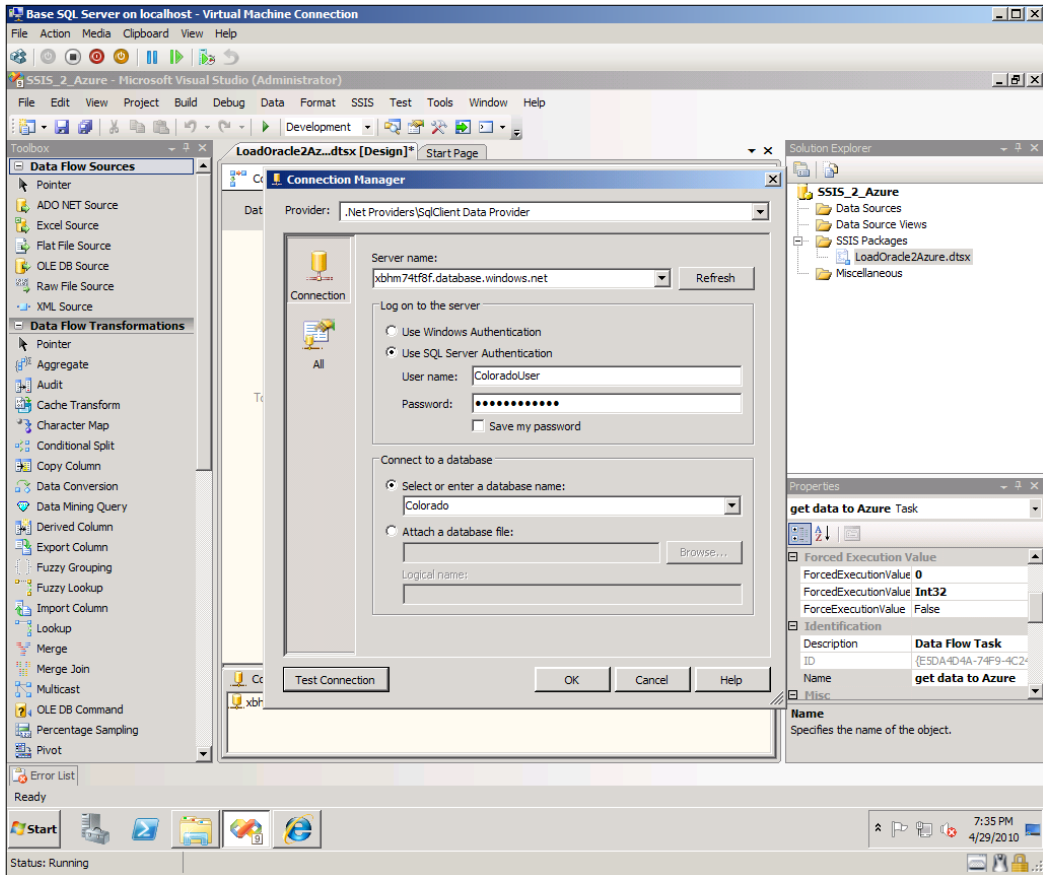 Base SQL Server on localhost - Virtual Machine Connection
File Action Media Clipboard View Help
SSIS_2_Azure - Microsoft Visual Studio (Administrator)
File Edit View Project Build Debug Data Format SSIS Test Tools Window Help
Development
Toolbox
Data Flow Sources
Pointer
ADO NET Source
Excel Source
Flat File Source
OLE DB Source
Raw File Source
XML Source
Data Flow Transformations
Pointer
Aggregate
Audit
Cache Transform
Character Map
Conditional Split
Copy Column
Data Conversion
Data Mining Query
Derived Column
Export Column
Fuzzy Grouping
Fuzzy Lookup
Import Column
Lookup
Merge
Merge Join
Multicast
OLE DB Command
Percentage Sampling
Pivot
LoadOracle2Az...dtsx [Design]* Start Page
Co
Dat
To
Connection Manager
Provider: .Net Providers\SqlClient Data Provider
Connection
All
Server name:
xbhm74tf8f.database.windows.net
Refresh
Log on to the server
Use Windows Authentication
Use SQL Server Authentication
User name: ColoradoUser
Password: ●●●●●●●●●●●●
Save my password
Connect to a database
Select or enter a database name:
Colorado
Attach a database file:
Browse...
Logical name:
Test Connection OK Cancel Help
Co
xbh
Solution Explorer
SSIS_2_Azure
Data Sources
Data Source Views
SSIS Packages
LoadOracle2Azure.dtsx
Miscellaneous
Properties
get data to Azure Task
Forced Execution Value
ForcedExecutionValue 0
ForcedExecutionValue Int32
ForceExecutionValue False
Identification
Description Data Flow Task
ID {E5DA4D4A-74F9-4C24
Name get data to Azure
Misc
Name
Specifies the name of the object.
Error List
Ready
Start
7:35 PM
4/29/2010
Status: Running